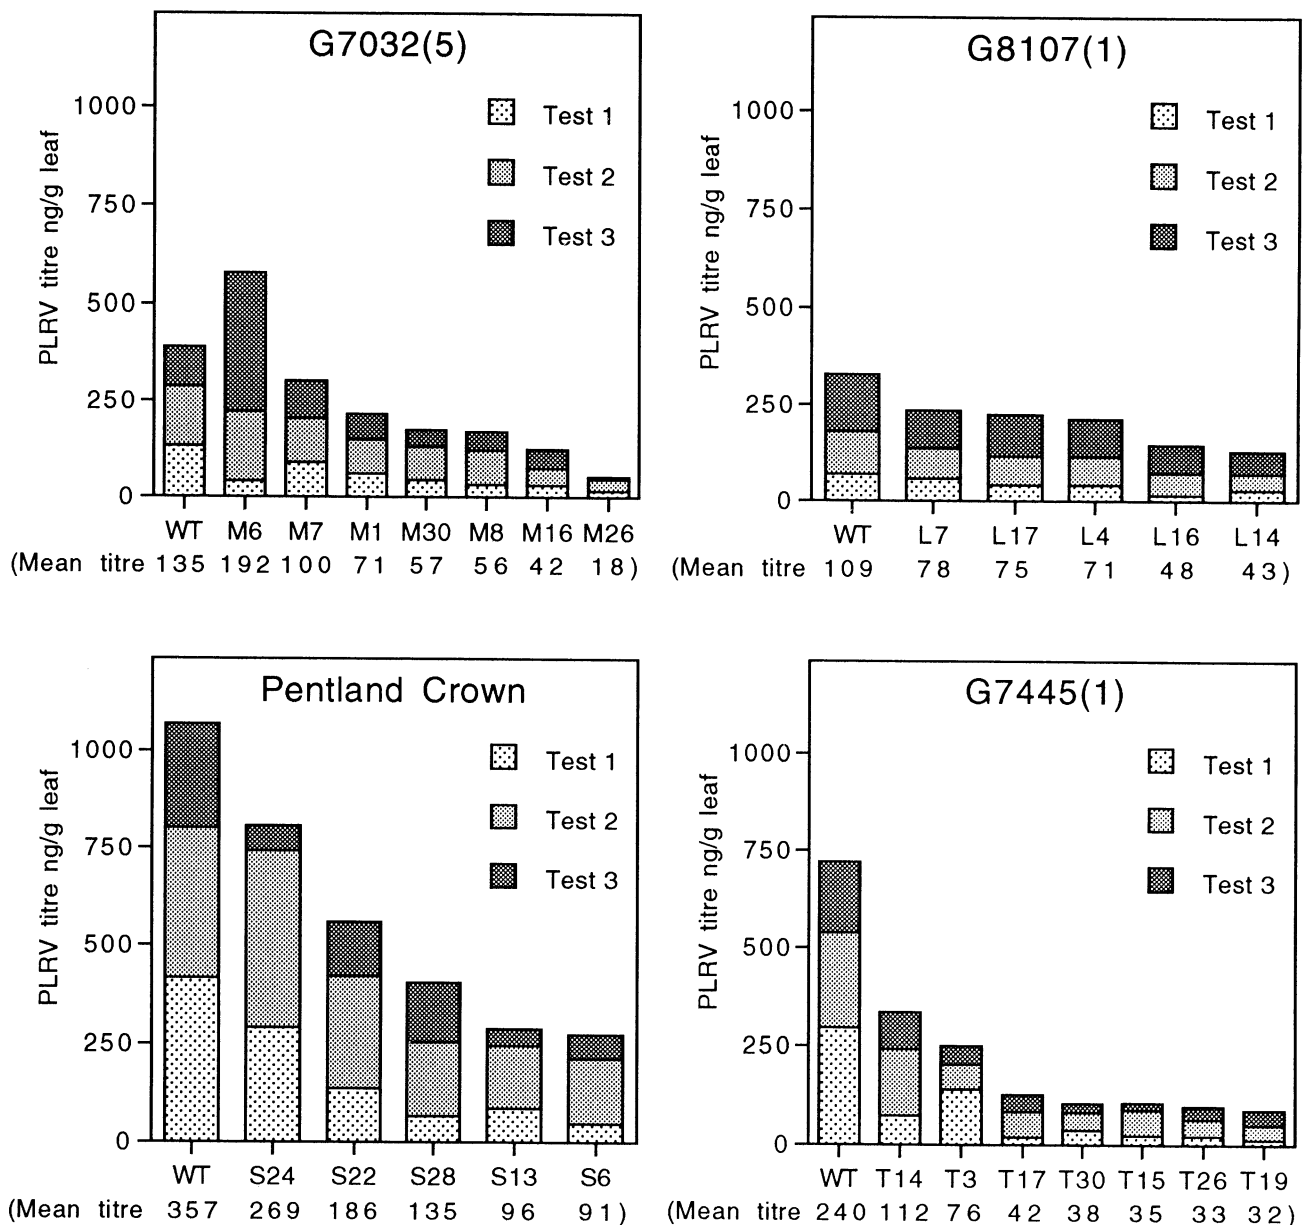 G7032(5)
PLRV titre ng/g leaf
1000
750
500
250
0
Test 1
Test 2
Test 3
WT M6 M7 M1 M30 M8 M16 M26
(Mean titre 135 192 100 71 57 56 42 18)
G8107(1)
PLRV titre ng/g leaf
1000
750
500
250
0
Test 1
Test 2
Test 3
WT L7 L17 L4 L16 L14
(Mean titre 109 78 75 71 48 43)
Pentland Crown
PLRV titre ng/g leaf
1000
750
500
250
0
Test 1
Test 2
Test 3
WT S24 S22 S28 S13 S6
(Mean titre 357 269 186 135 96 91)
G7445(1)
PLRV titre ng/g leaf
1000
750
500
250
0
Test 1
Test 2
Test 3
WT T14 T3 T17 T30 T15 T26 T19
(Mean titre 240 112 76 42 38 35 33 32)